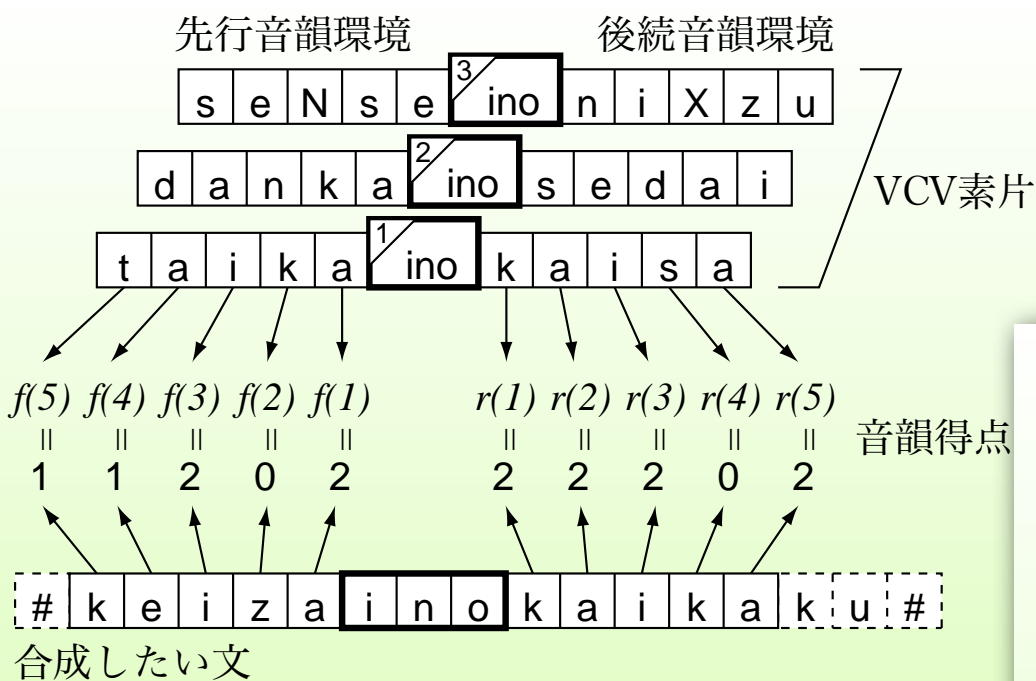 先行音韻環境 後続音韻環境
s e N s e 3 ino n i X z u
d a n k a 2 ino s e d a i
VCV素片
t a i k a 1 ino k a i s a
f(5) f(4) f(3) f(2) f(1) r(1) r(2) r(3) r(4) r(5)
= = = = = = = = = =
音韻得点
1 1 2 0 2 2 2 2 0 2
# k e i z a i n o k a i k a k u #
合成したい文